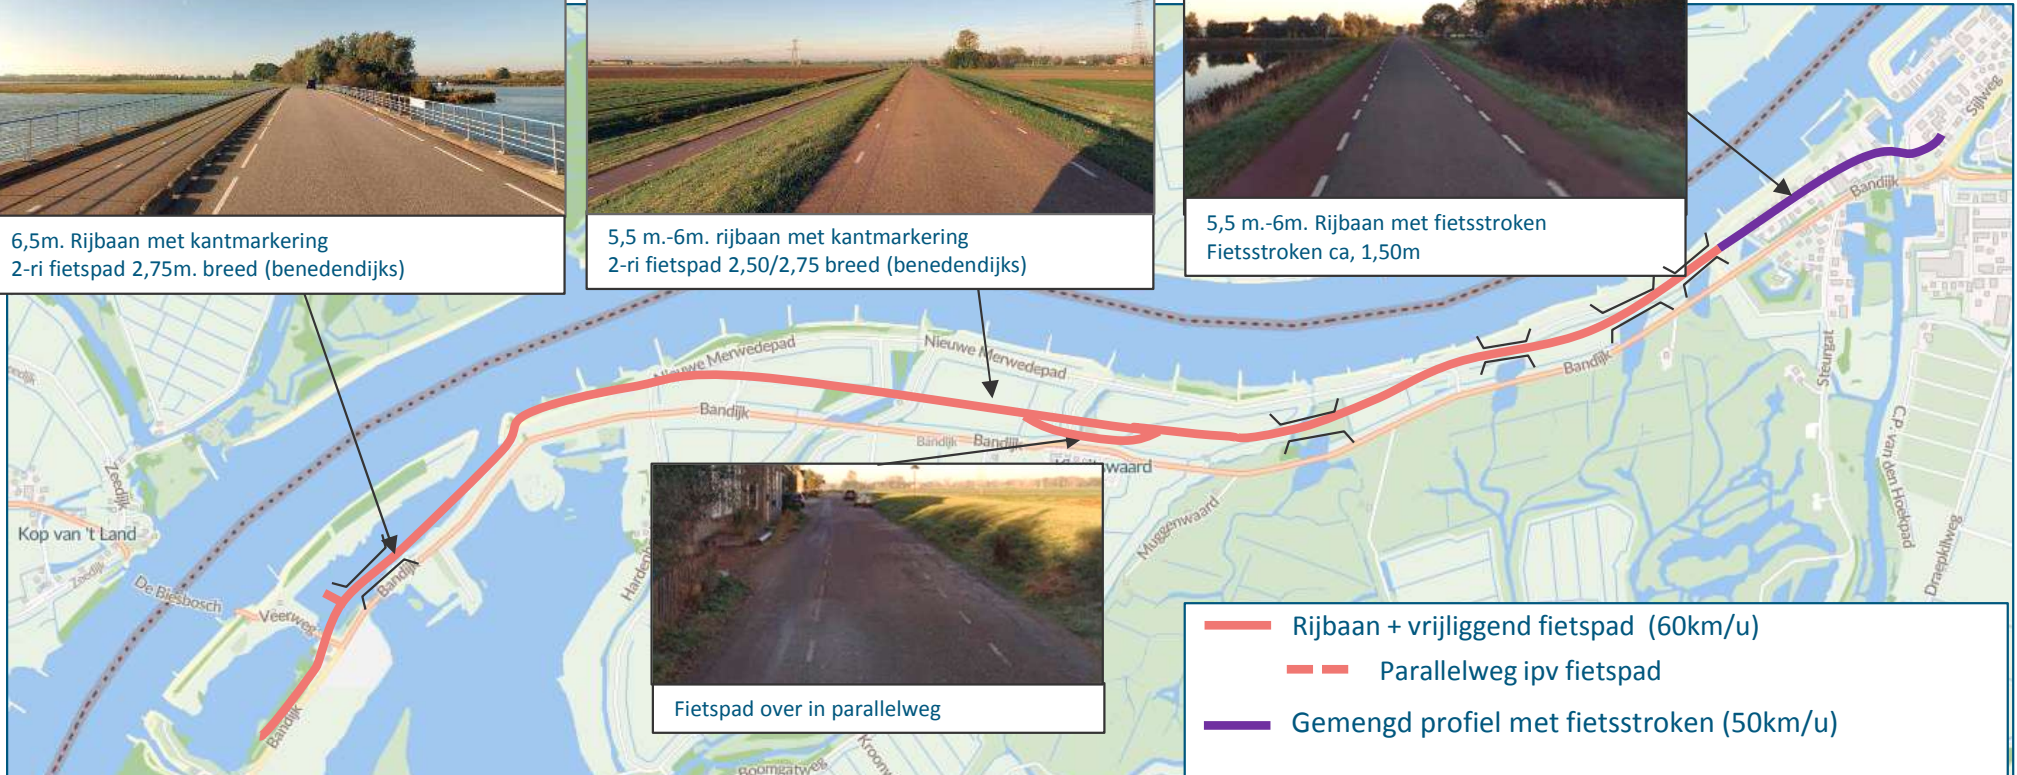 6,5m. Rijbaan met kantmarkering
2-ri fietspad 2,75m. breed (benedendijks)
5,5 m.-6m. rijbaan met kantmarkering
2-ri fietspad 2,50/2,75 breed (benedendijks)
5,5 m.-6m. Rijbaan met fietsstroken
Fietsstroken ca, 1,50m
Sijlweg
Bandijk
Nieuwe Merwedepad
Nieuwe Merwedepad
Bandijk
Steurgat
Bandijk
Bandijk
Bandijk
waard
C.P. van den Hoekpad
Zeedijk
Kop van 't Land
Zeedijk
Muggenwaard
Draepkilweg
De Biesbosch
Bandijk
Veerweg
Bandijk
Fietspad over in parallelweg
Boomgatweg
Rijbaan + vrijliggend fietspad (60km/u)
Parallelweg ipv fietspad
Gemengd profiel met fietsstroken (50km/u)